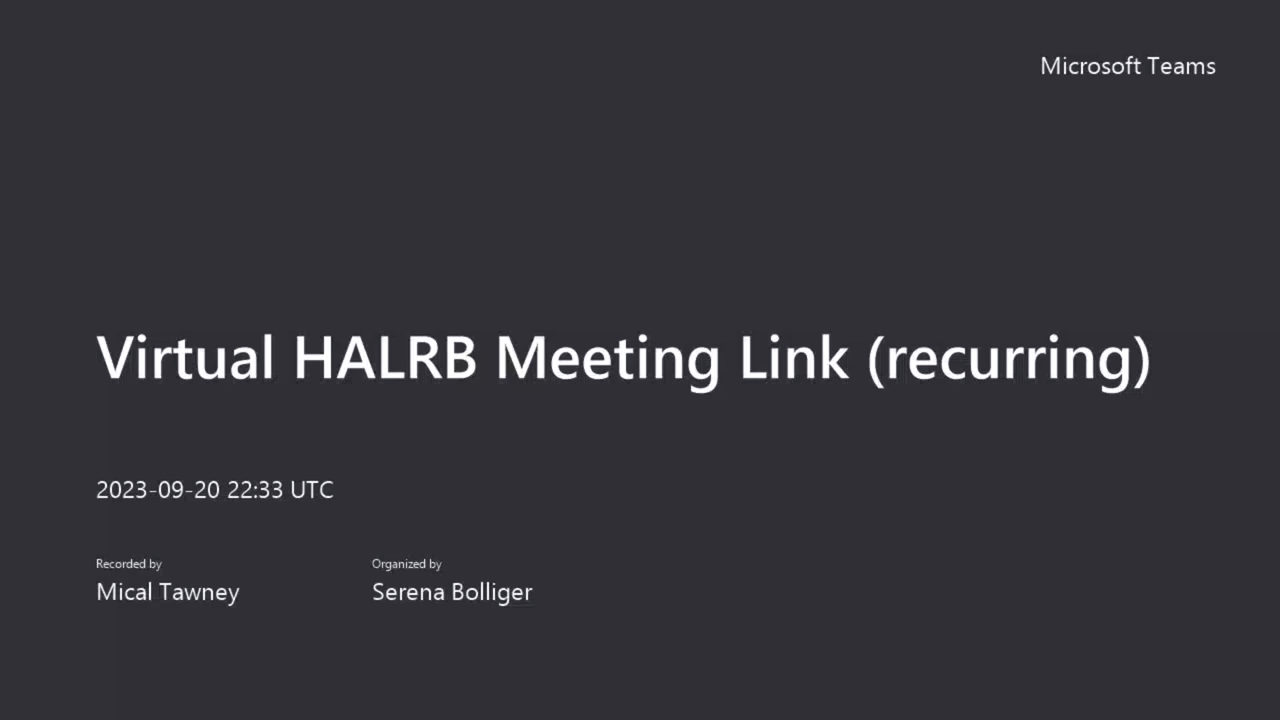 Microsoft Teams
Virtual HALRB Meeting Link (recurring)
2023-09-20 22:33 UTC
Recorded by
Mical Tawney
Organized by
Serena Bolliger